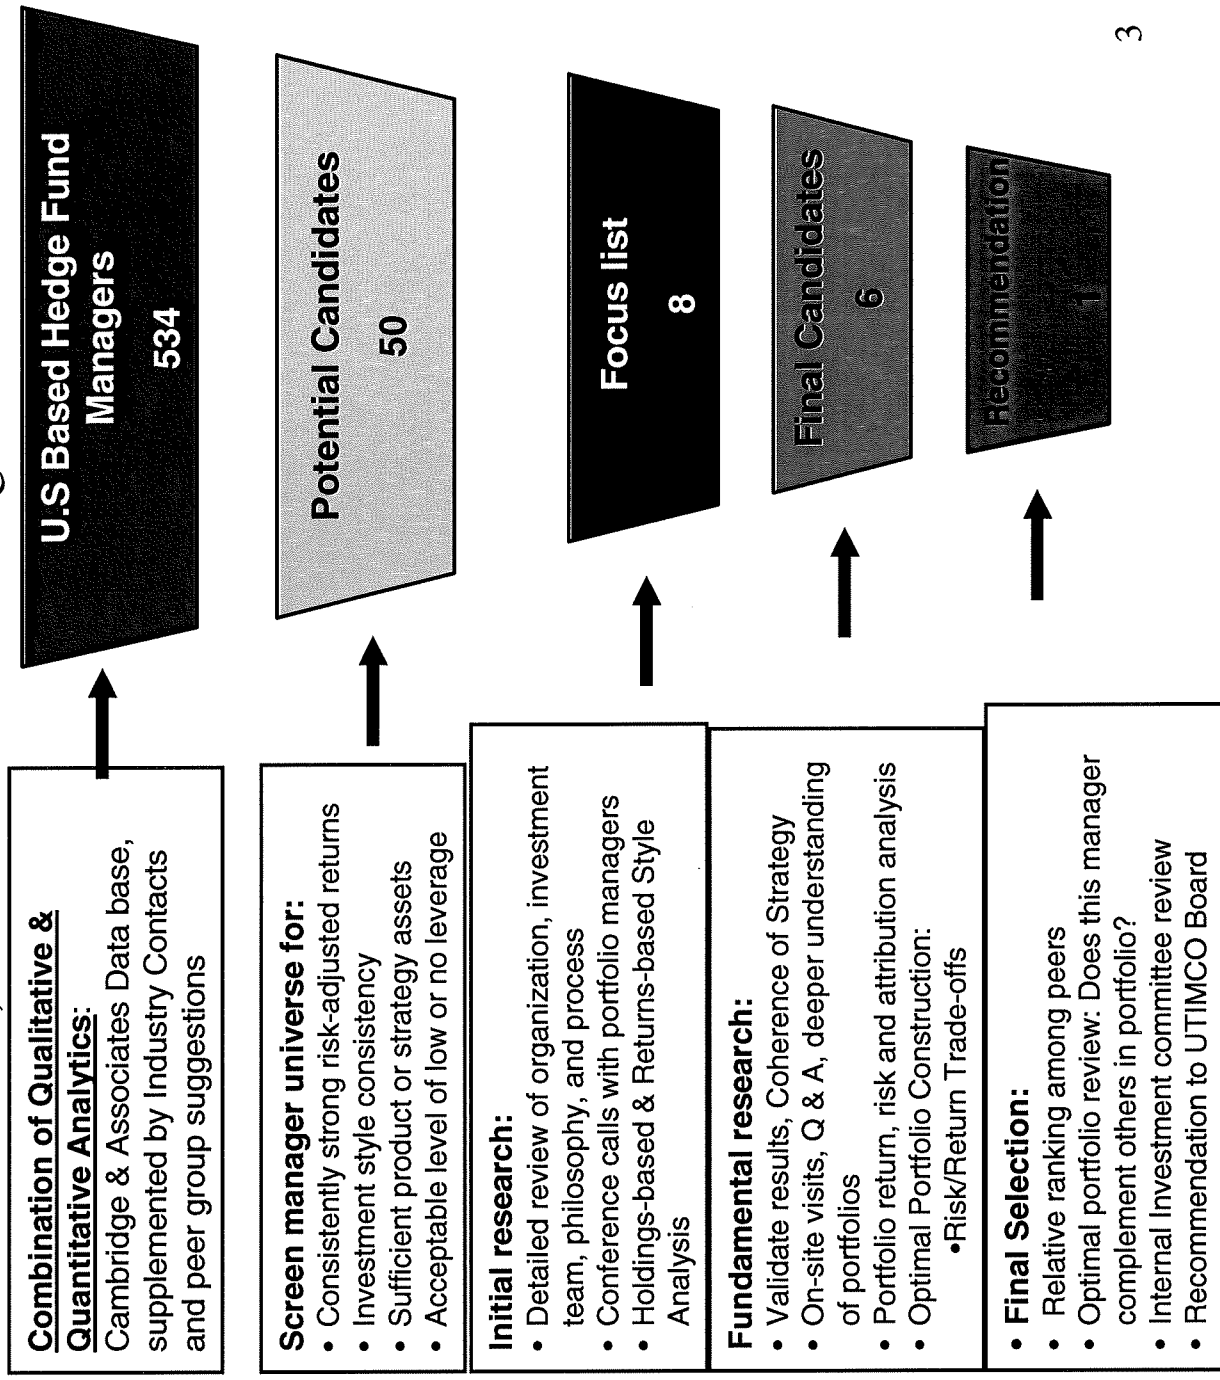 Combination of Qualitative &
Quantitative Analytics:
Cambridge & Associates Data base,
supplemented by Industry Contacts
and peer group suggestions
U.S Based Hedge Fund
Managers
534
Screen manager universe for:
• Consistently strong risk-adjusted returns
• Investment style consistency
• Sufficient product or strategy assets
• Acceptable level of low or no leverage
Potential Candidates
50
Initial research:
• Detailed review of organization, investment
team, philosophy, and process
• Conference calls with portfolio managers
• Holdings-based & Returns-based Style
Analysis
Focus list
8
Fundamental research:
• Validate results, Coherence of Strategy
• On-site visits, Q & A, deeper understanding
of portfolios
• Portfolio return, risk and attribution analysis
• Optimal Portfolio Construction:
•Risk/Return Trade-offs
Final Candidates
6
• Final Selection:
• Relative ranking among peers
• Optimal portfolio review: Does this manager
complement others in portfolio?
• Internal Investment committee review
• Recommendation to UTIMCO Board
Recommendation
1
3